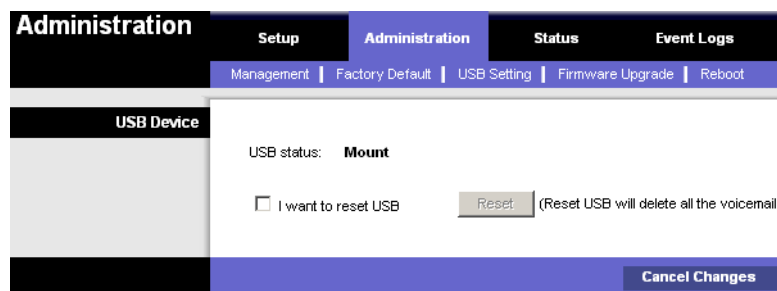 Administration
Setup Administration Status Event Logs
Management | Factory Default | USB Setting | Firmware Upgrade | Reboot
USB Device
USB status: Mount
I want to reset USB Reset (Reset USB will delete all the voicemail
Cancel Changes